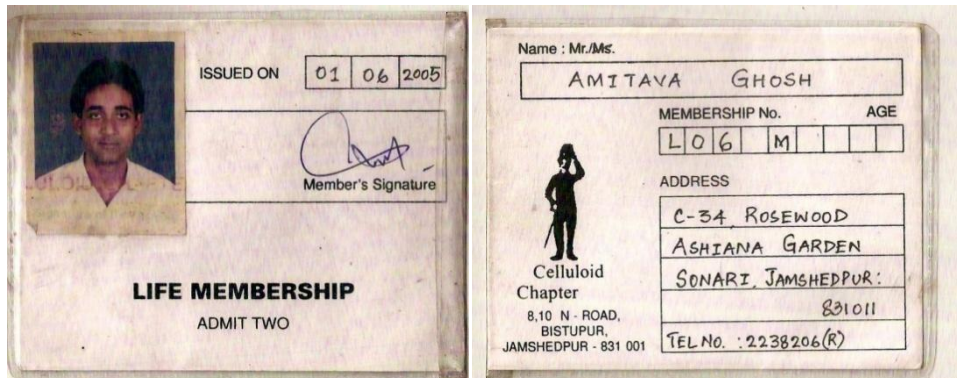 ISSUED ON 01 06 2005
Member's Signature
LIFE MEMBERSHIP
ADMIT TWO
Name : Mr./Ms.
AMITAVA GHOSH
MEMBERSHIP No. AGE
L06 M
ADDRESS
C-34 ROSEWOOD
ASHIANA GARDEN
SONARI, JAMSHEDPUR:
831011
TEL NO. : 2238206(R)
Celluloid
Chapter
8,10 N - ROAD,
BISTUPUR,
JAMSHEDPUR - 831 001